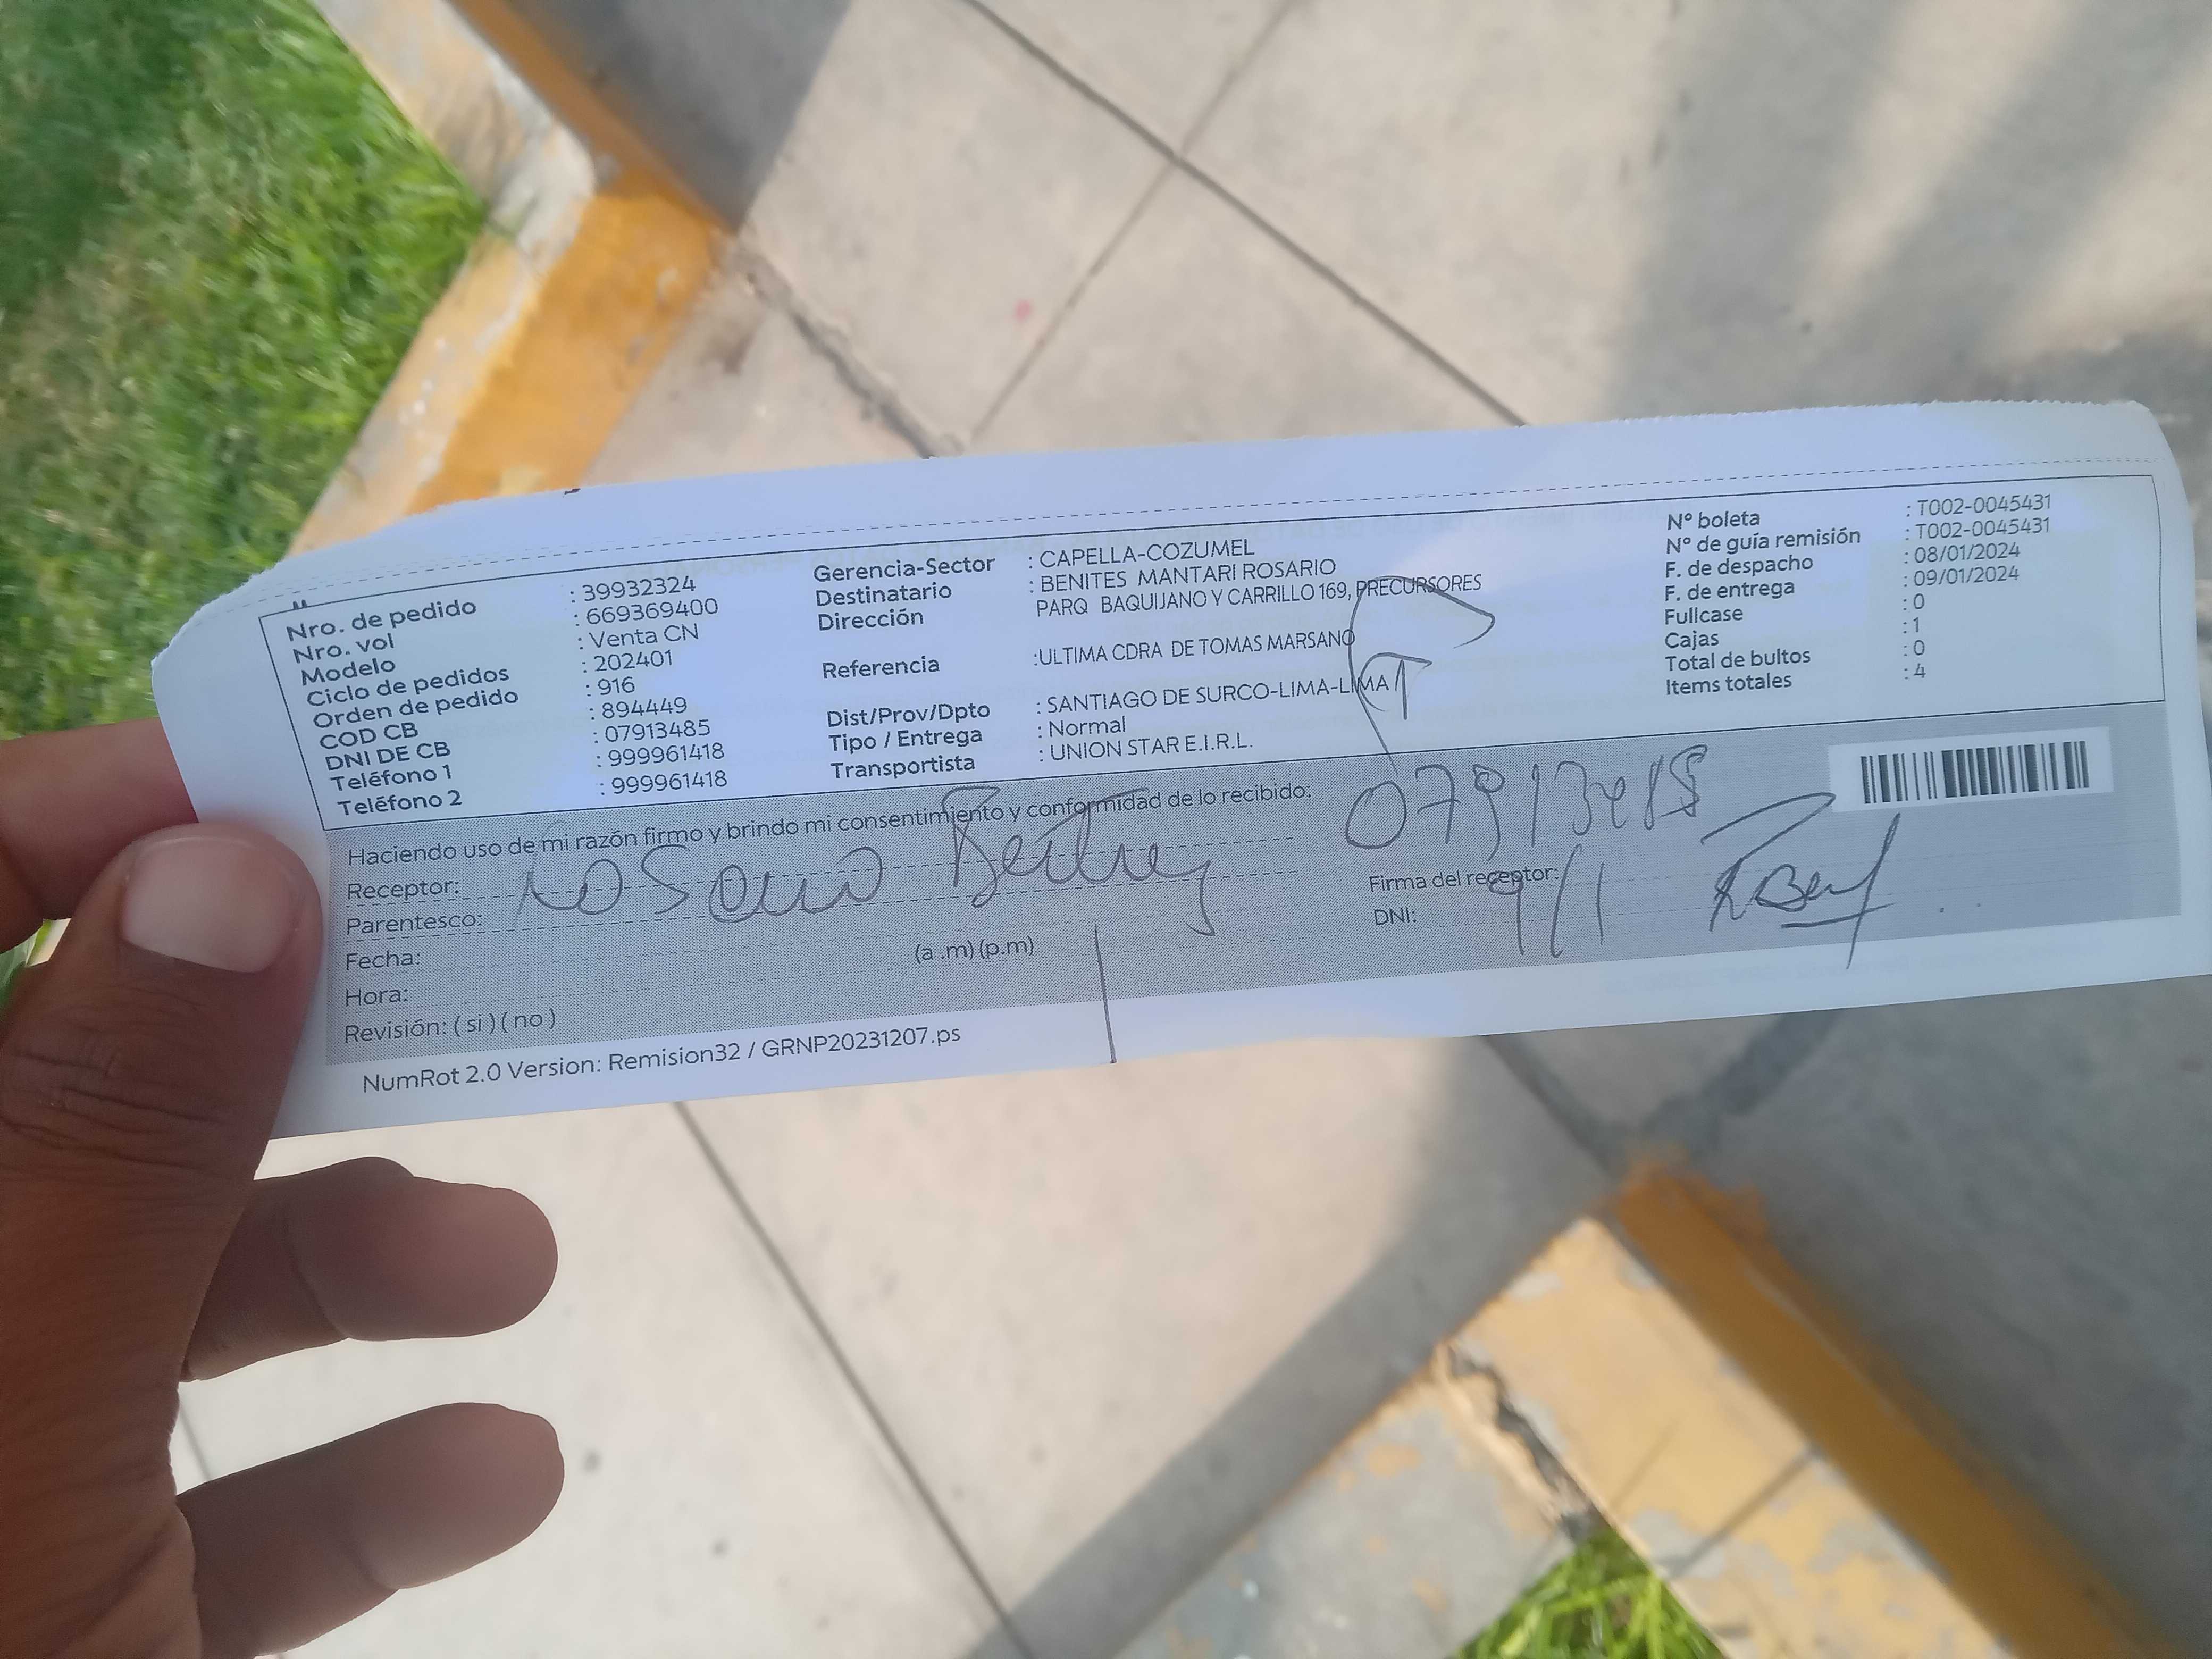 Nro. de pedido : 39932324
Nro. vol : 669369400
Modelo : Venta CN
Ciclo de pedidos : 202401
Orden de pedido : 916
COD CB : 894449
DNI DE CB : 07913485
Teléfono 1 : 999961418
Teléfono 2 : 999961418
Gerencia-Sector : CAPELLA-COZUMEL
Destinatario : BENITES MANTARI ROSARIO
Dirección PARQ BAQUIJANO Y CARRILLO 169, PRECURSORES
Referencia :ULTIMA CDRA DE TOMAS MARSANO
Dist/Prov/Dpto : SANTIAGO DE SURCO-LIMA-LIMA
Tipo / Entrega : Normal
Transportista : UNION STAR E.I.R.L.
Nº boleta : T002-0045431
Nº de guía remisión : T002-0045431
F. de despacho : 08/01/2024
F. de entrega : 09/01/2024
Fullcase : 0
Cajas : 1
Total de bultos : 0
Items totales : 4
Haciendo uso de mi razón firmo y brindo mi consentimiento y conformidad de lo recibido:
Receptor:
Parentesco:
Fecha:
Hora: (a .m) (p.m)
Revisión: ( si ) ( no )
07913485
Firma del receptor:
DNI: 9/1
NumRot 2.0 Version: Remision32 / GRNP20231207.ps